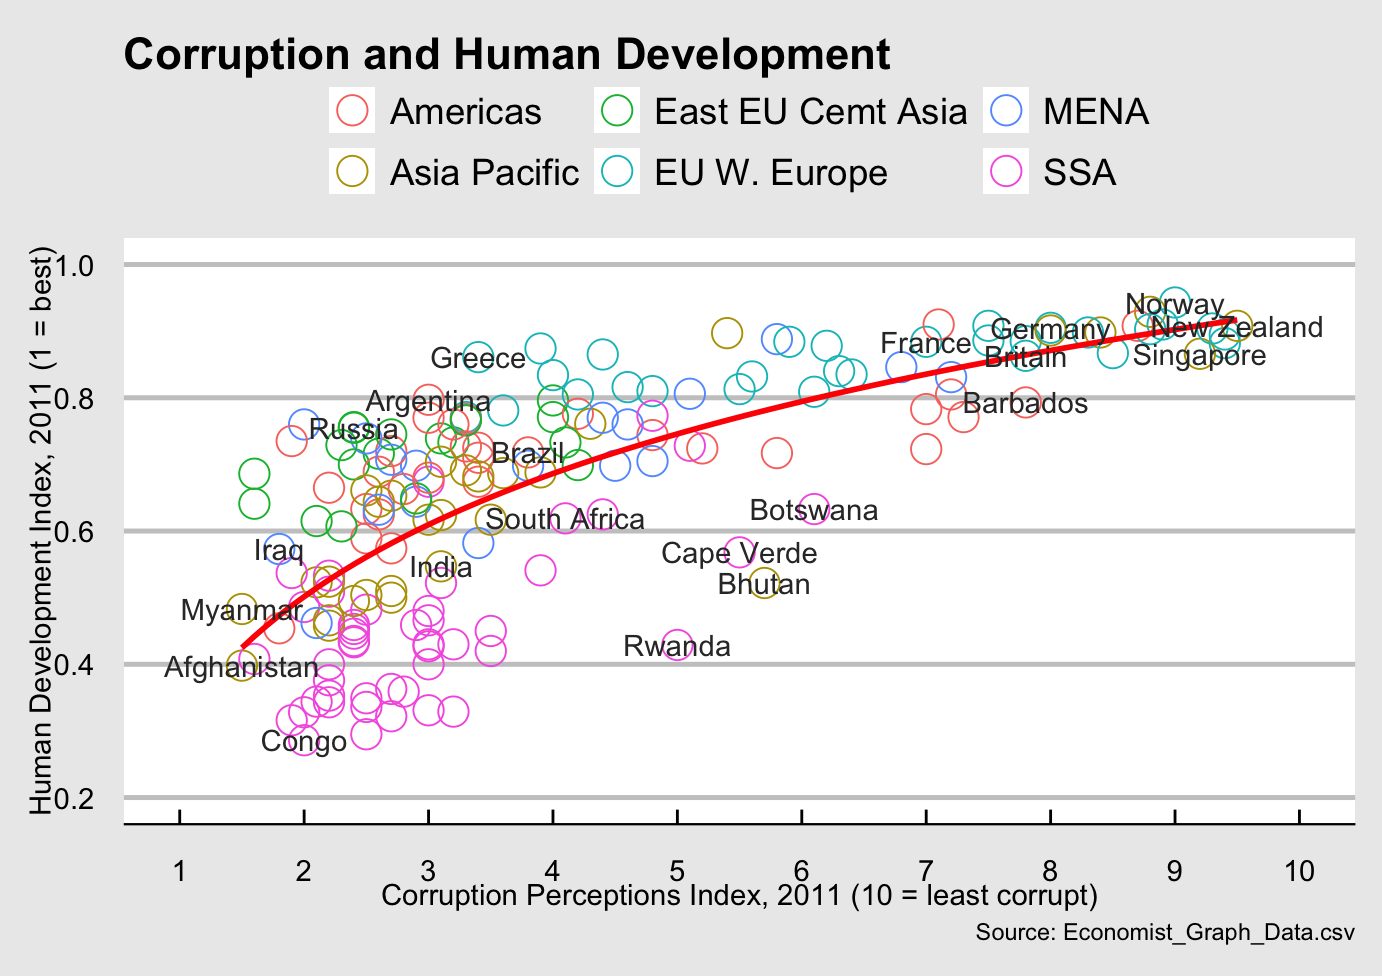 Corruption and Human Development
Americas
East EU Cemt Asia
MENA
Asia Pacific
EU W. Europe
SSA
Human Development Index, 2011 (1 = best)
1.0
0.8
0.6
0.4
0.2
Norway
New Zealand
Germany
France
Britain
Singapore
Greece
Barbados
Argentina
Russia
Brazil
South Africa
Botswana
Iraq
India
Cape Verde
Bhutan
Myanmar
Rwanda
Afghanistan
Congo
1 2 3 4 5 6 7 8 9 10
Corruption Perceptions Index, 2011 (10 = least corrupt)
Source: Economist_Graph_Data.csv